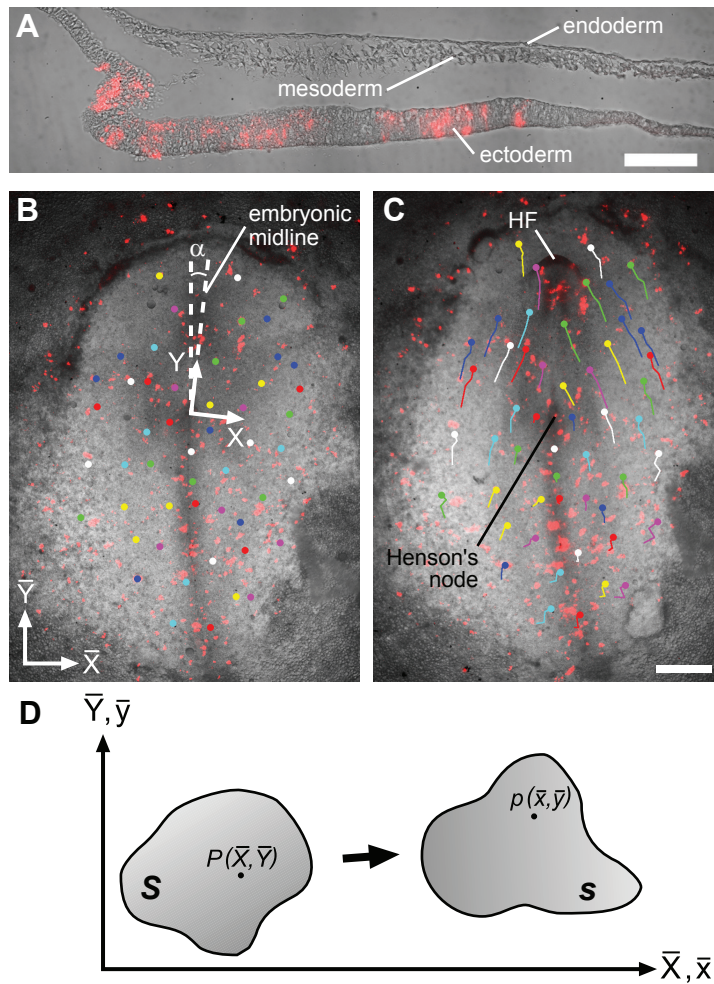 A
endoderm
mesoderm
ectoderm
B
embryonic
midline
α
Y
X
Y̅
X̅
C
HF
Henson's
node
D
Y̅, y̅
P(X̅, Y̅)
S
p(x̅, y̅)
s
X̅, x̅